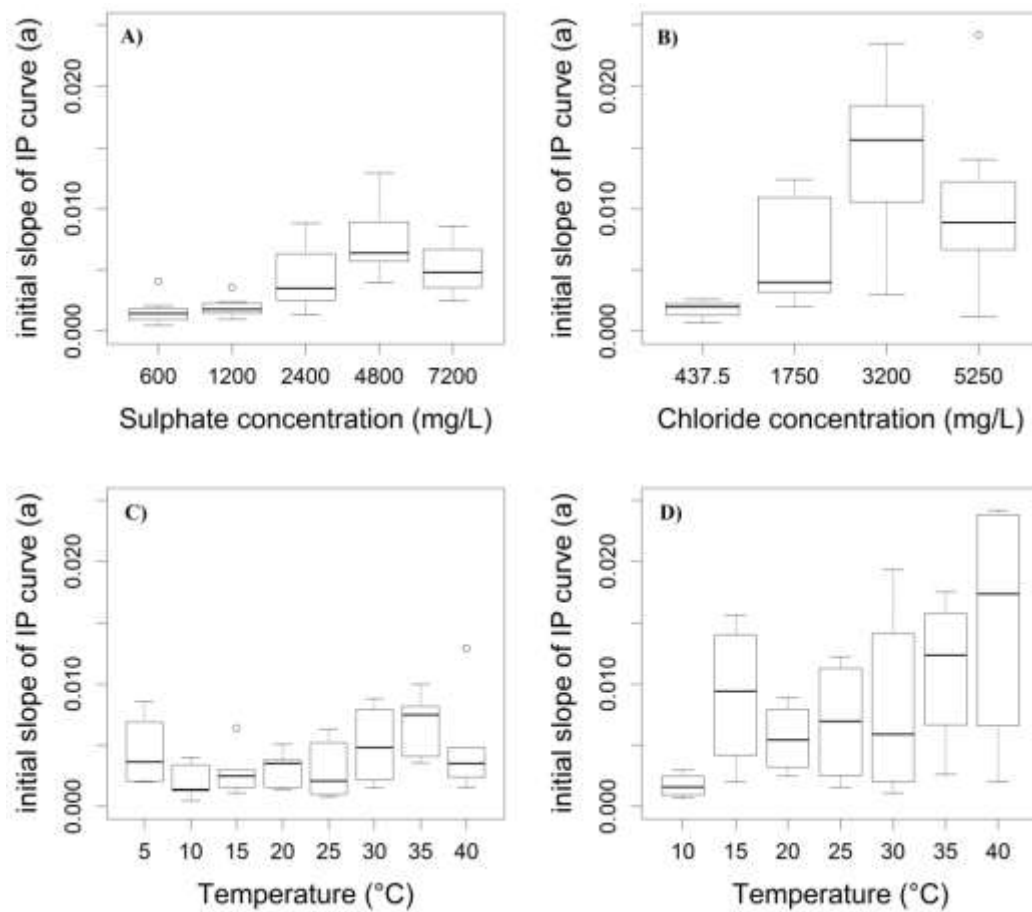 A)
initial slope of IP curve (a)
0.000 0.010 0.020
600 1200 2400 4800 7200
Sulphate concentration (mg/L)
B)
initial slope of IP curve (a)
0.000 0.010 0.020
437.5 1750 3200 5250
Chloride concentration (mg/L)
C)
initial slope of IP curve (a)
0.000 0.010 0.020
5 10 15 20 25 30 35 40
Temperature (°C)
D)
initial slope of IP curve (a)
0.000 0.010 0.020
10 15 20 25 30 35 40
Temperature (°C)